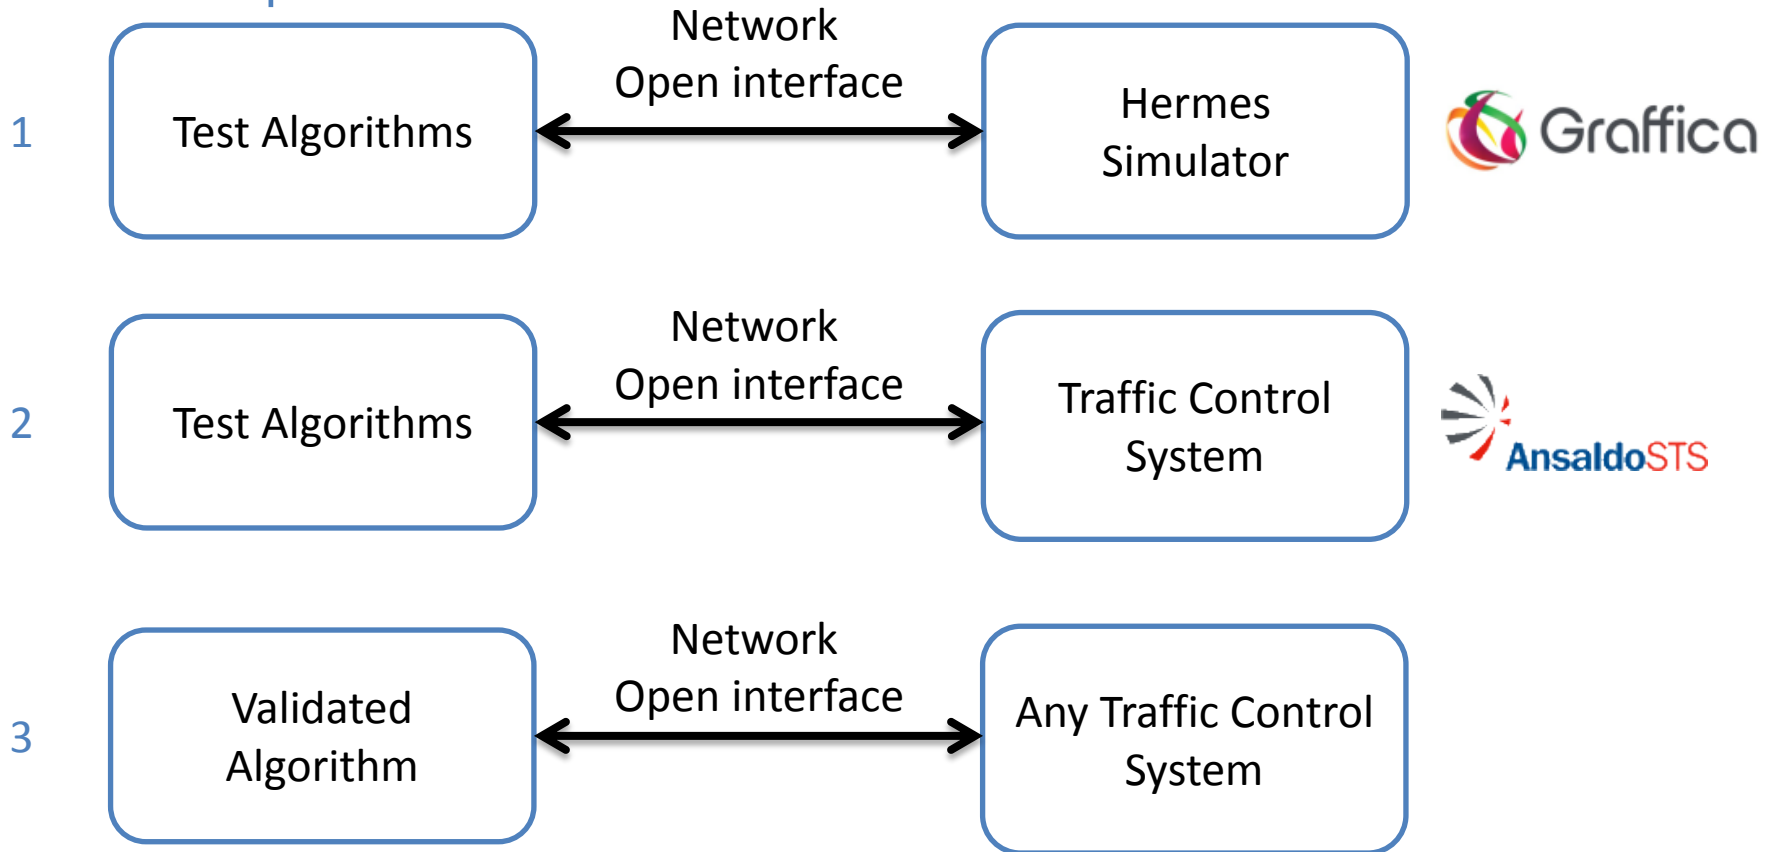 Network
Open interface
1
Test Algorithms
Hermes
Simulator
Graffica
Network
Open interface
2
Test Algorithms
Traffic Control
System
AnsaldoSTS
Network
Open interface
3
Validated
Algorithm
Any Traffic Control
System